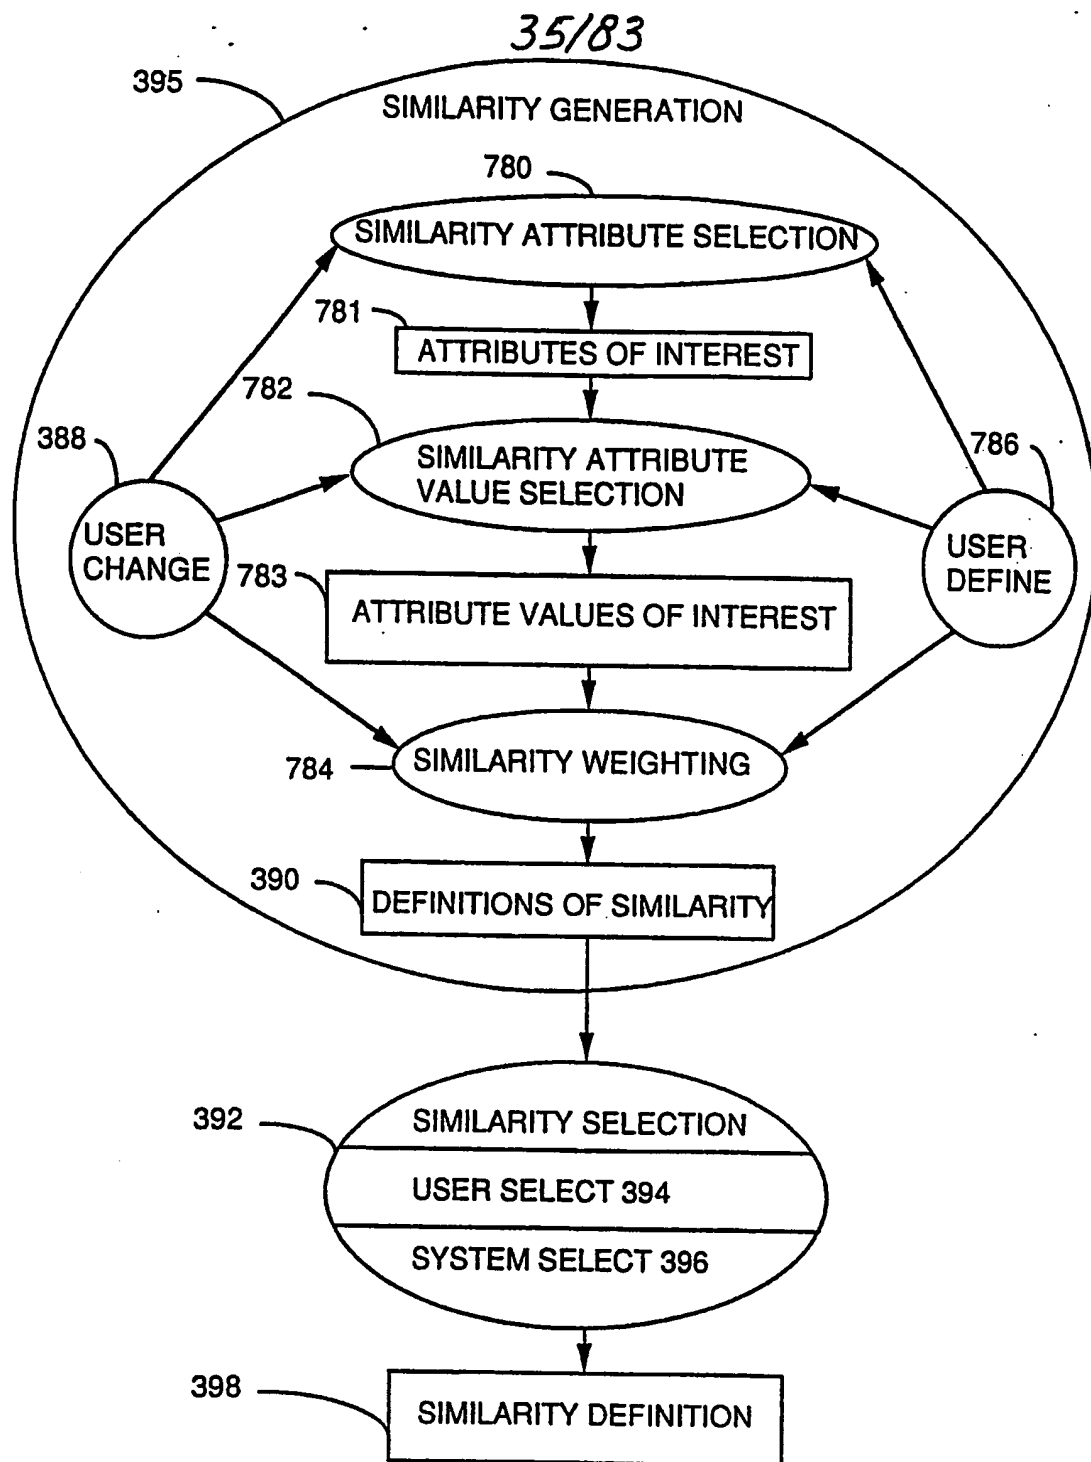 35/83
395
SIMILARITY GENERATION
780
SIMILARITY ATTRIBUTE SELECTION
781
ATTRIBUTES OF INTEREST
782
388
SIMILARITY ATTRIBUTE
VALUE SELECTION
786
USER
CHANGE
USER
DEFINE
783
ATTRIBUTE VALUES OF INTEREST
784
SIMILARITY WEIGHTING
390
DEFINITIONS OF SIMILARITY
392
SIMILARITY SELECTION
USER SELECT 394
SYSTEM SELECT 396
398
SIMILARITY DEFINITION